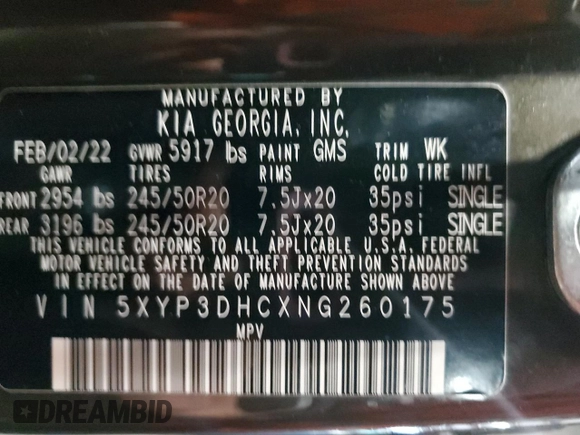 MANUFACTURED BY
KIA GEORGIA, INC.
FEB/02/22 GVWR 5917 lbs PAINT GMS TRIM WK
GAWR TIRES RIMS COLD TIRE INFL
FRONT 2954 lbs 245/50R20 7.5Jx20 35psi SINGLE
REAR 3196 lbs 245/50R20 7.5Jx20 35psi SINGLE
THIS VEHICLE CONFORMS TO ALL APPLICABLE U.S.A. FEDERAL
MOTOR VEHICLE SAFETY, THEFT PREVENTION STANDARDS
IN EFFECT ON THE DATE OF MANUFACTURE SHOWN ABOVE.
VIN 5XYP3DHCXNG260175
MPV
DREAMBID